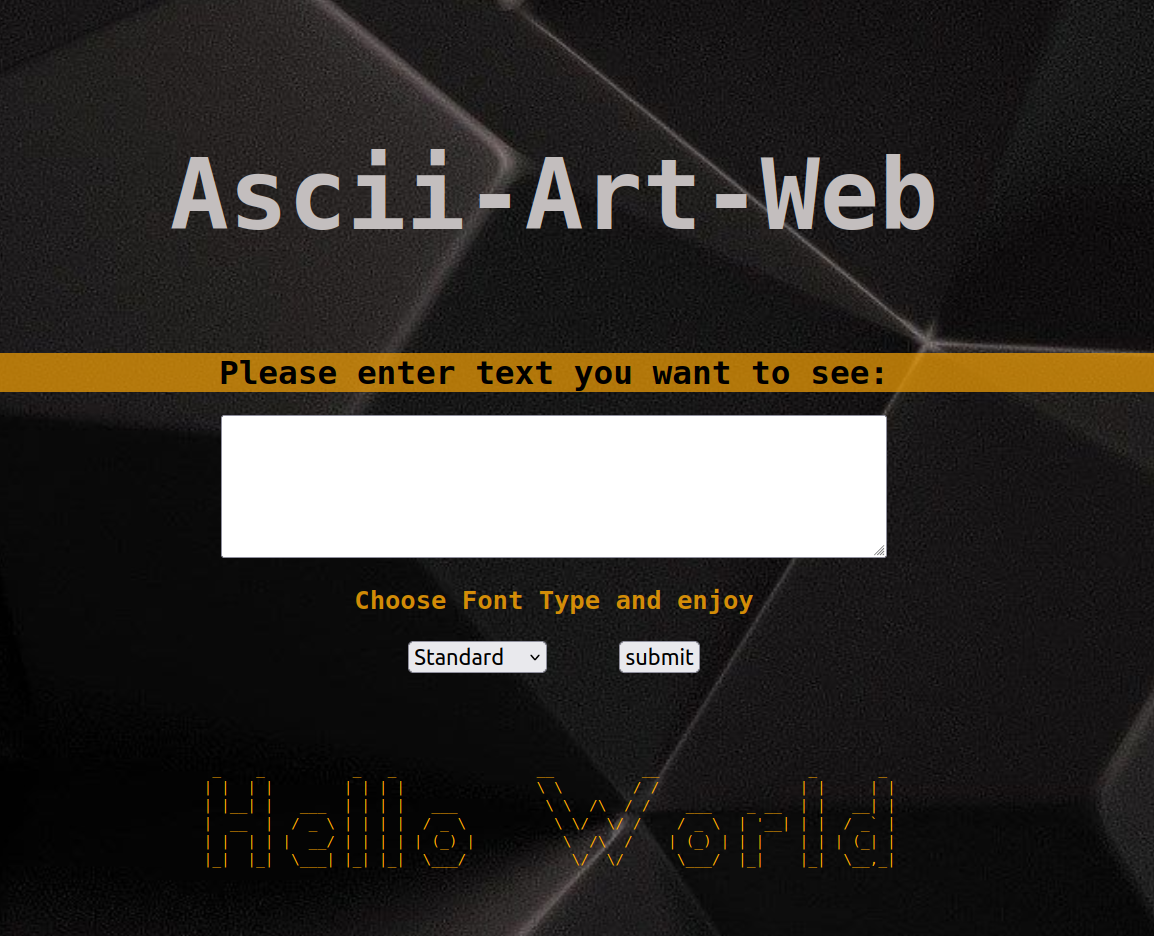 Ascii-Art-Web
Please enter text you want to see:
Choose Font Type and enjoy
Standard submit
Hello World